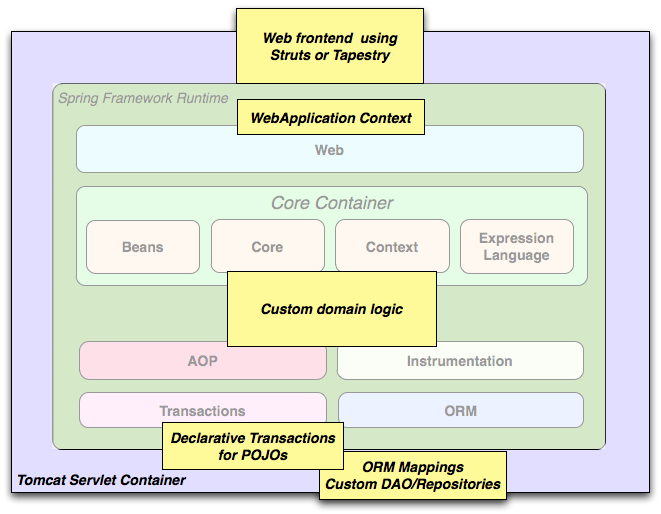 Web frontend using
Struts or Tapestry
Spring Framework Runtime
WebApplication Context
Web
Core Container
Beans
Core
Context
Expression
Language
Custom domain logic
AOP
Instrumentation
Transactions
ORM
Declarative Transactions
for POJOs
ORM Mappings
Custom DAO/Repositories
Tomcat Servlet Container